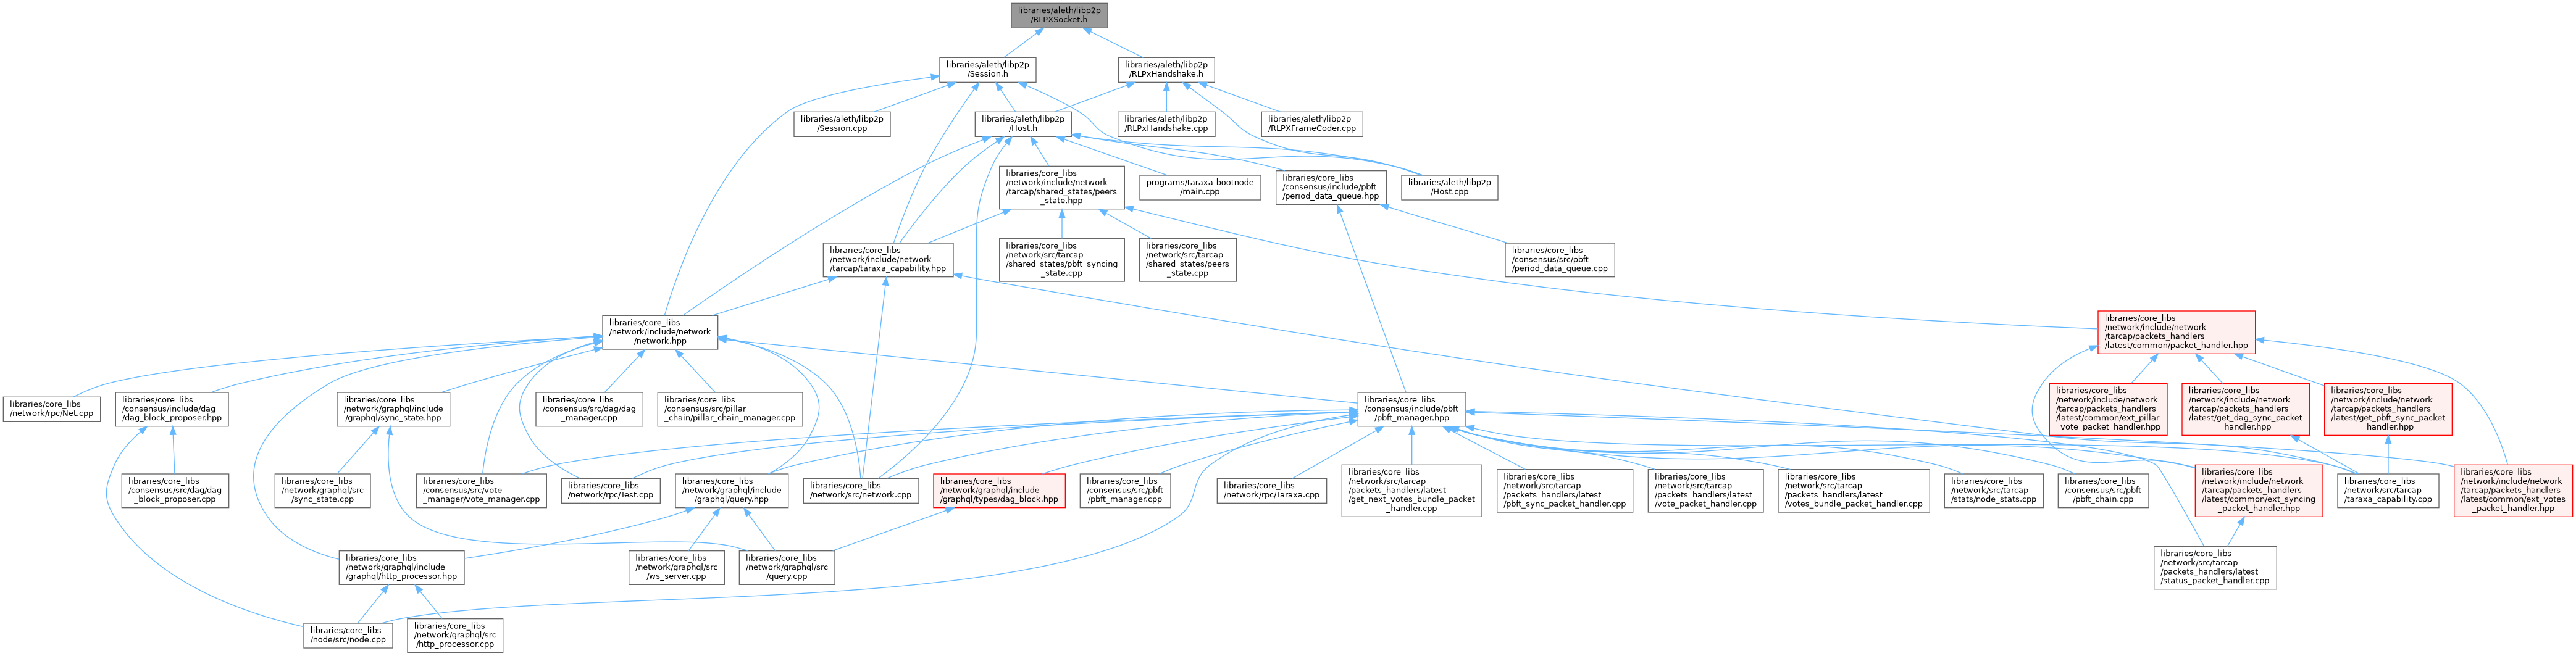 libraries/aleth/libp2p
/RLPXSocket.h
libraries/aleth/libp2p
/Session.h
libraries/aleth/libp2p
/RLPxHandshake.h
libraries/aleth/libp2p
/Session.cpp
libraries/aleth/libp2p
/Host.h
libraries/aleth/libp2p
/RLPxHandshake.cpp
libraries/aleth/libp2p
/RLPXFrameCoder.cpp
libraries/core_libs
/network/include/network
/tarcap/shared_states/peers
_state.hpp
programs/taraxa-bootnode
/main.cpp
libraries/core_libs
/consensus/include/pbft
/period_data_queue.hpp
libraries/aleth/libp2p
/Host.cpp
libraries/core_libs
/network/include/network
/tarcap/taraxa_capability.hpp
libraries/core_libs
/network/src/tarcap
/shared_states/pbft_syncing
_state.cpp
libraries/core_libs
/network/src/tarcap
/shared_states/peers
_state.cpp
libraries/core_libs
/consensus/src/pbft
/period_data_queue.cpp
libraries/core_libs
/network/include/network
/network.hpp
libraries/core_libs
/network/include/network
/tarcap/packets_handlers
/latest/common/packet_handler.hpp
libraries/core_libs
/network/rpc/Net.cpp
libraries/core_libs
/consensus/include/dag
/dag_block_proposer.hpp
libraries/core_libs
/network/graphql/include
/graphql/sync_state.hpp
libraries/core_libs
/consensus/src/dag/dag
_manager.cpp
libraries/core_libs
/consensus/src/pillar
_chain/pillar_chain_manager.cpp
libraries/core_libs
/consensus/include/pbft
/pbft_manager.hpp
libraries/core_libs
/network/include/network
/tarcap/packets_handlers
/latest/common/ext_pillar
_vote_packet_handler.hpp
libraries/core_libs
/network/include/network
/tarcap/packets_handlers
/latest/get_dag_sync_packet
_handler.hpp
libraries/core_libs
/network/include/network
/tarcap/packets_handlers
/latest/get_pbft_sync_packet
_handler.hpp
libraries/core_libs
/consensus/src/dag/dag
_block_proposer.cpp
libraries/core_libs
/network/graphql/src
/sync_state.cpp
libraries/core_libs
/consensus/src/vote
_manager/vote_manager.cpp
libraries/core_libs
/network/rpc/Test.cpp
libraries/core_libs
/network/graphql/include
/graphql/query.hpp
libraries/core_libs
/network/src/network.cpp
libraries/core_libs
/network/graphql/include
/graphql/types/dag_block.hpp
libraries/core_libs
/consensus/src/pbft
/pbft_manager.cpp
libraries/core_libs
/network/rpc/Taraxa.cpp
libraries/core_libs
/network/src/tarcap
/packets_handlers/latest
/get_next_votes_bundle_packet
_handler.cpp
libraries/core_libs
/network/src/tarcap
/packets_handlers/latest
/pbft_sync_packet_handler.cpp
libraries/core_libs
/network/src/tarcap
/packets_handlers/latest
/vote_packet_handler.cpp
libraries/core_libs
/network/src/tarcap
/packets_handlers/latest
/votes_bundle_packet_handler.cpp
libraries/core_libs
/network/src/tarcap
/stats/node_stats.cpp
libraries/core_libs
/consensus/src/pbft
/pbft_chain.cpp
libraries/core_libs
/network/include/network
/tarcap/packets_handlers
/latest/common/ext_syncing
_packet_handler.hpp
libraries/core_libs
/network/src/tarcap
/taraxa_capability.cpp
libraries/core_libs
/network/include/network
/tarcap/packets_handlers
/latest/common/ext_votes
_packet_handler.hpp
libraries/core_libs
/network/graphql/include
/graphql/http_processor.hpp
libraries/core_libs
/network/graphql/src
/ws_server.cpp
libraries/core_libs
/network/graphql/src
/query.cpp
libraries/core_libs
/network/src/tarcap
/packets_handlers/latest
/status_packet_handler.cpp
libraries/core_libs
/node/src/node.cpp
libraries/core_libs
/network/graphql/src
/http_processor.cpp